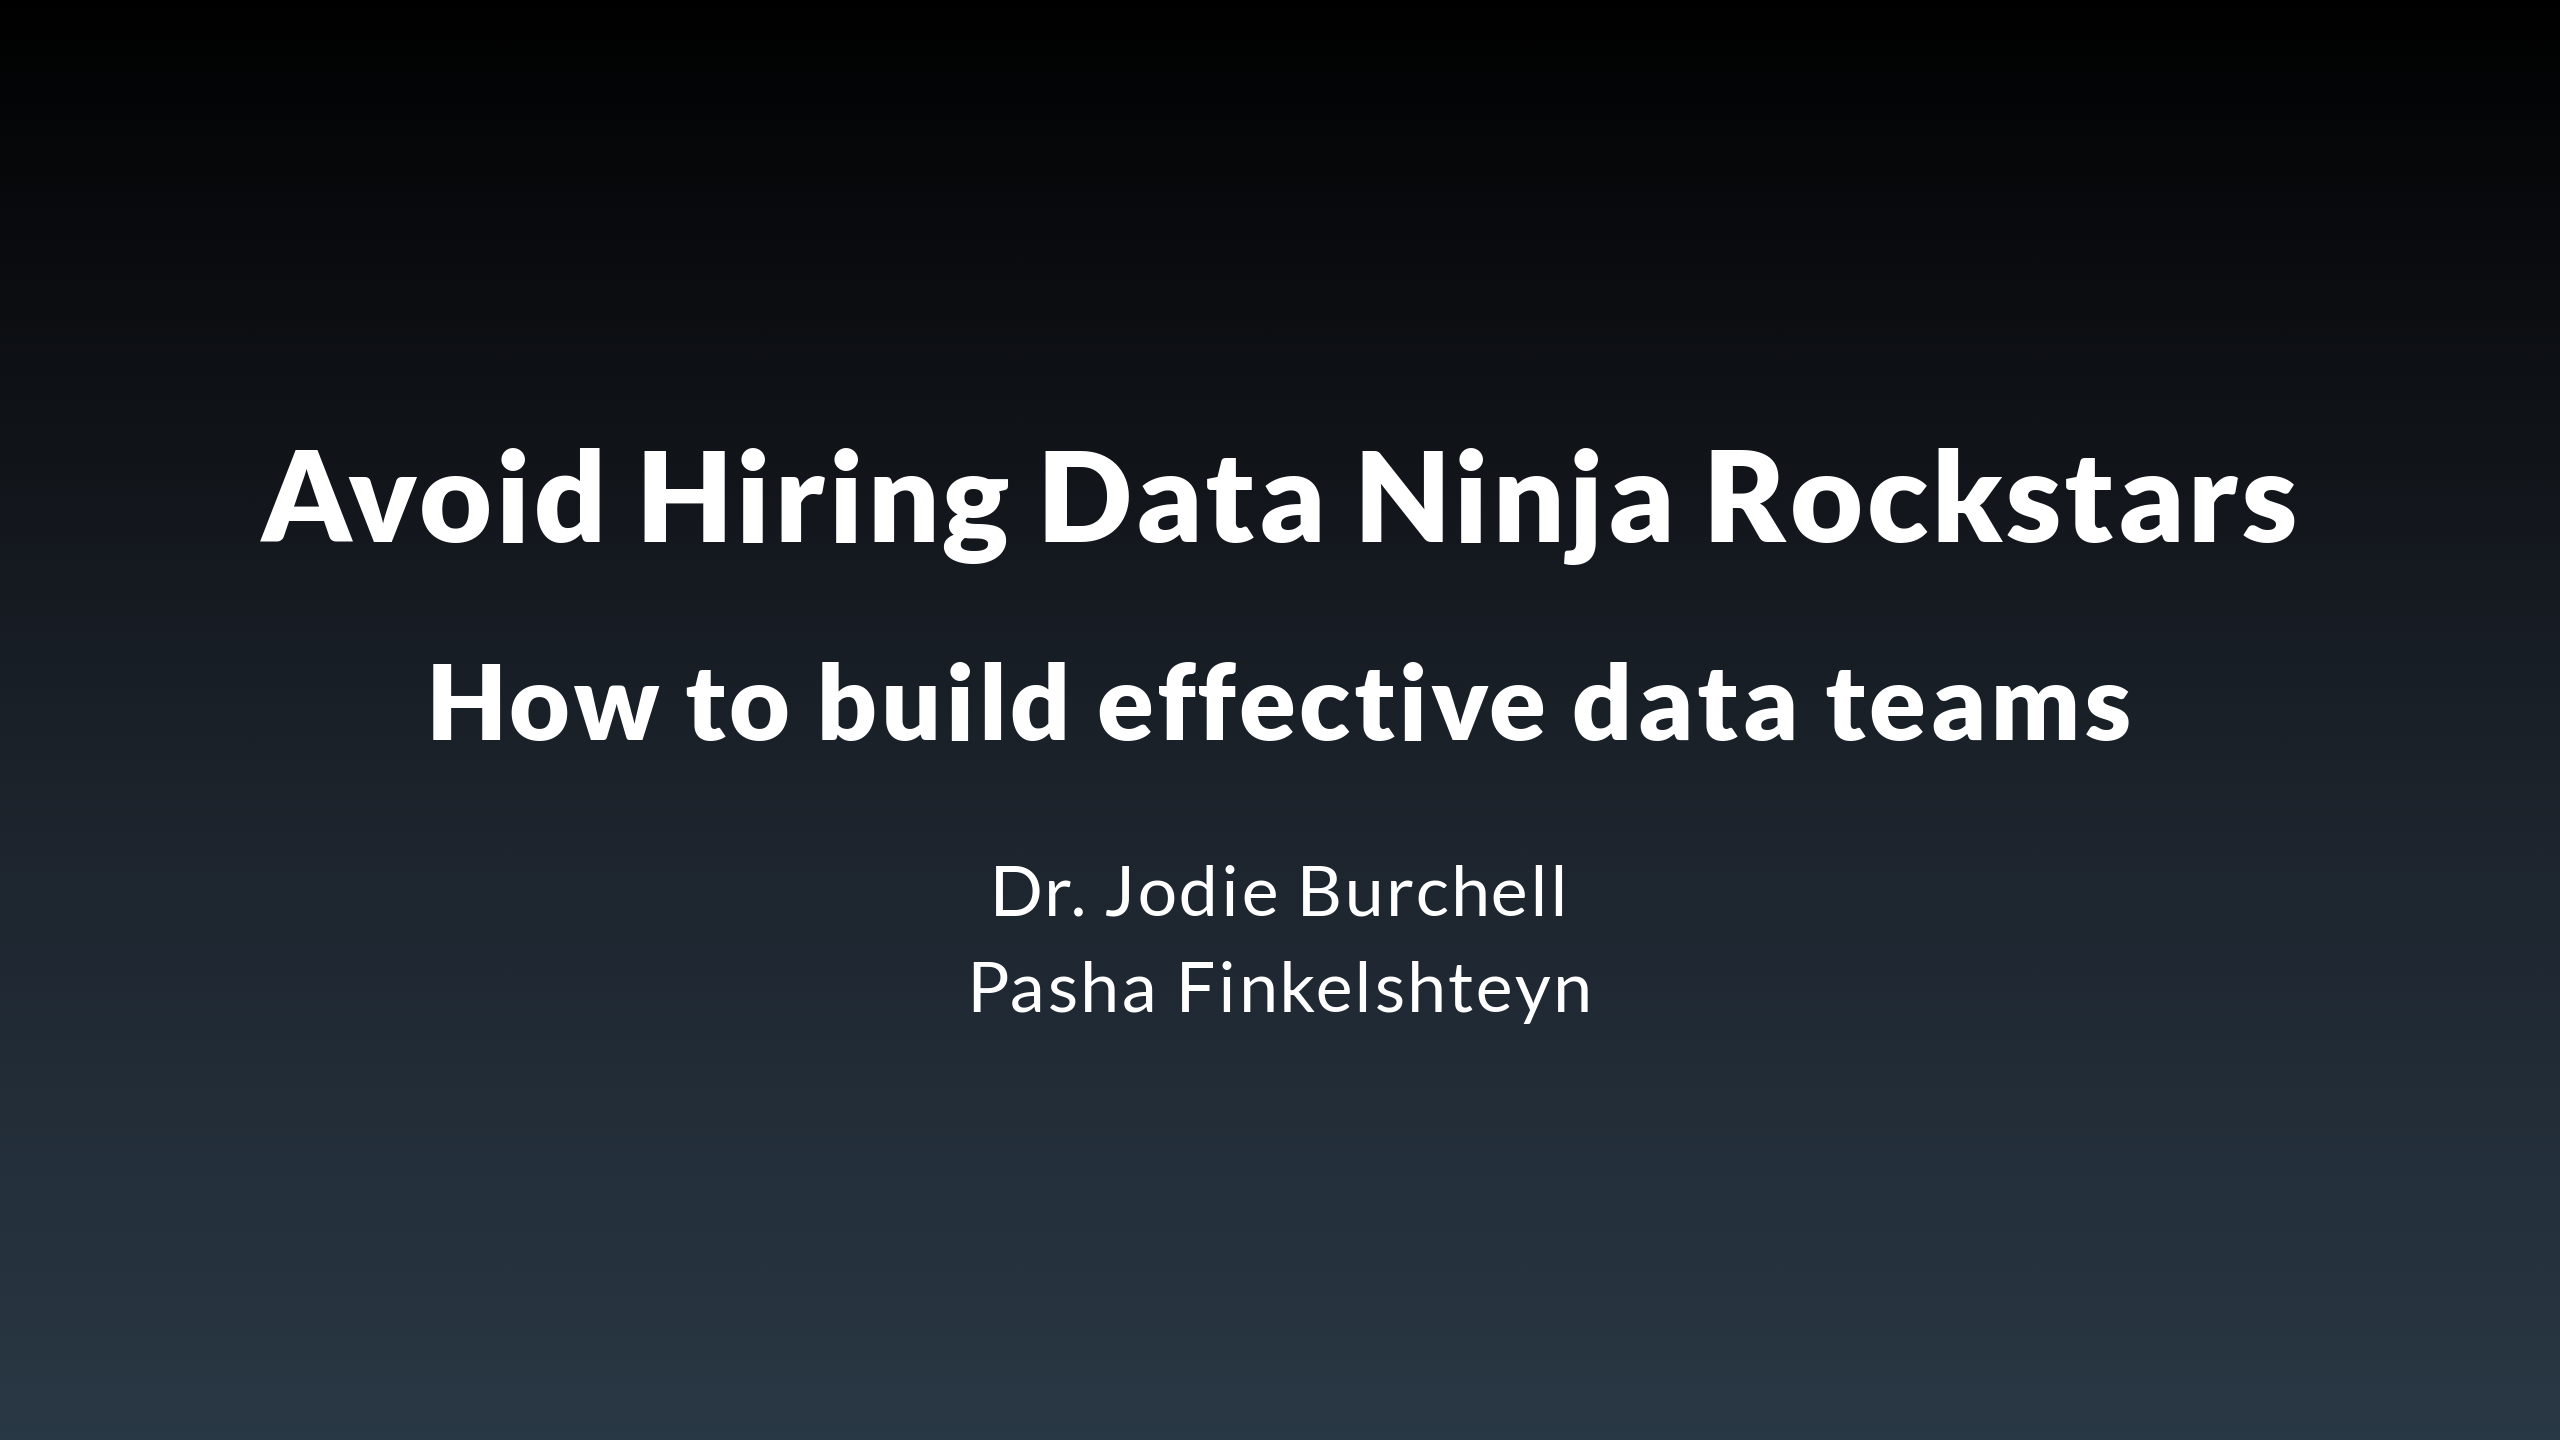 Avoid Hiring Data Ninja Rockstars
How to build effective data teams
Dr. Jodie Burchell
Pasha Finkelshteyn